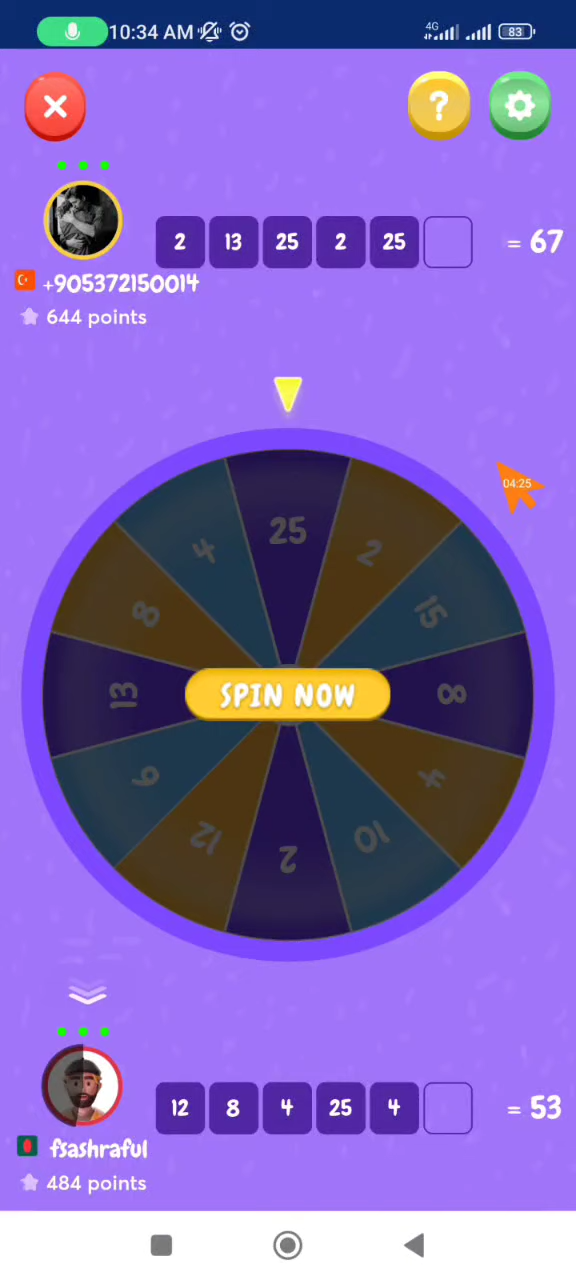 10:34 AM 4G 83
?
2 13 25 2 25 = 67
+905372150014
644 points
04:25
25
4 2
8 15
13 SPIN NOW 8
6 4
12 10
2
12 8 4 25 4 = 53
fsashraful
484 points